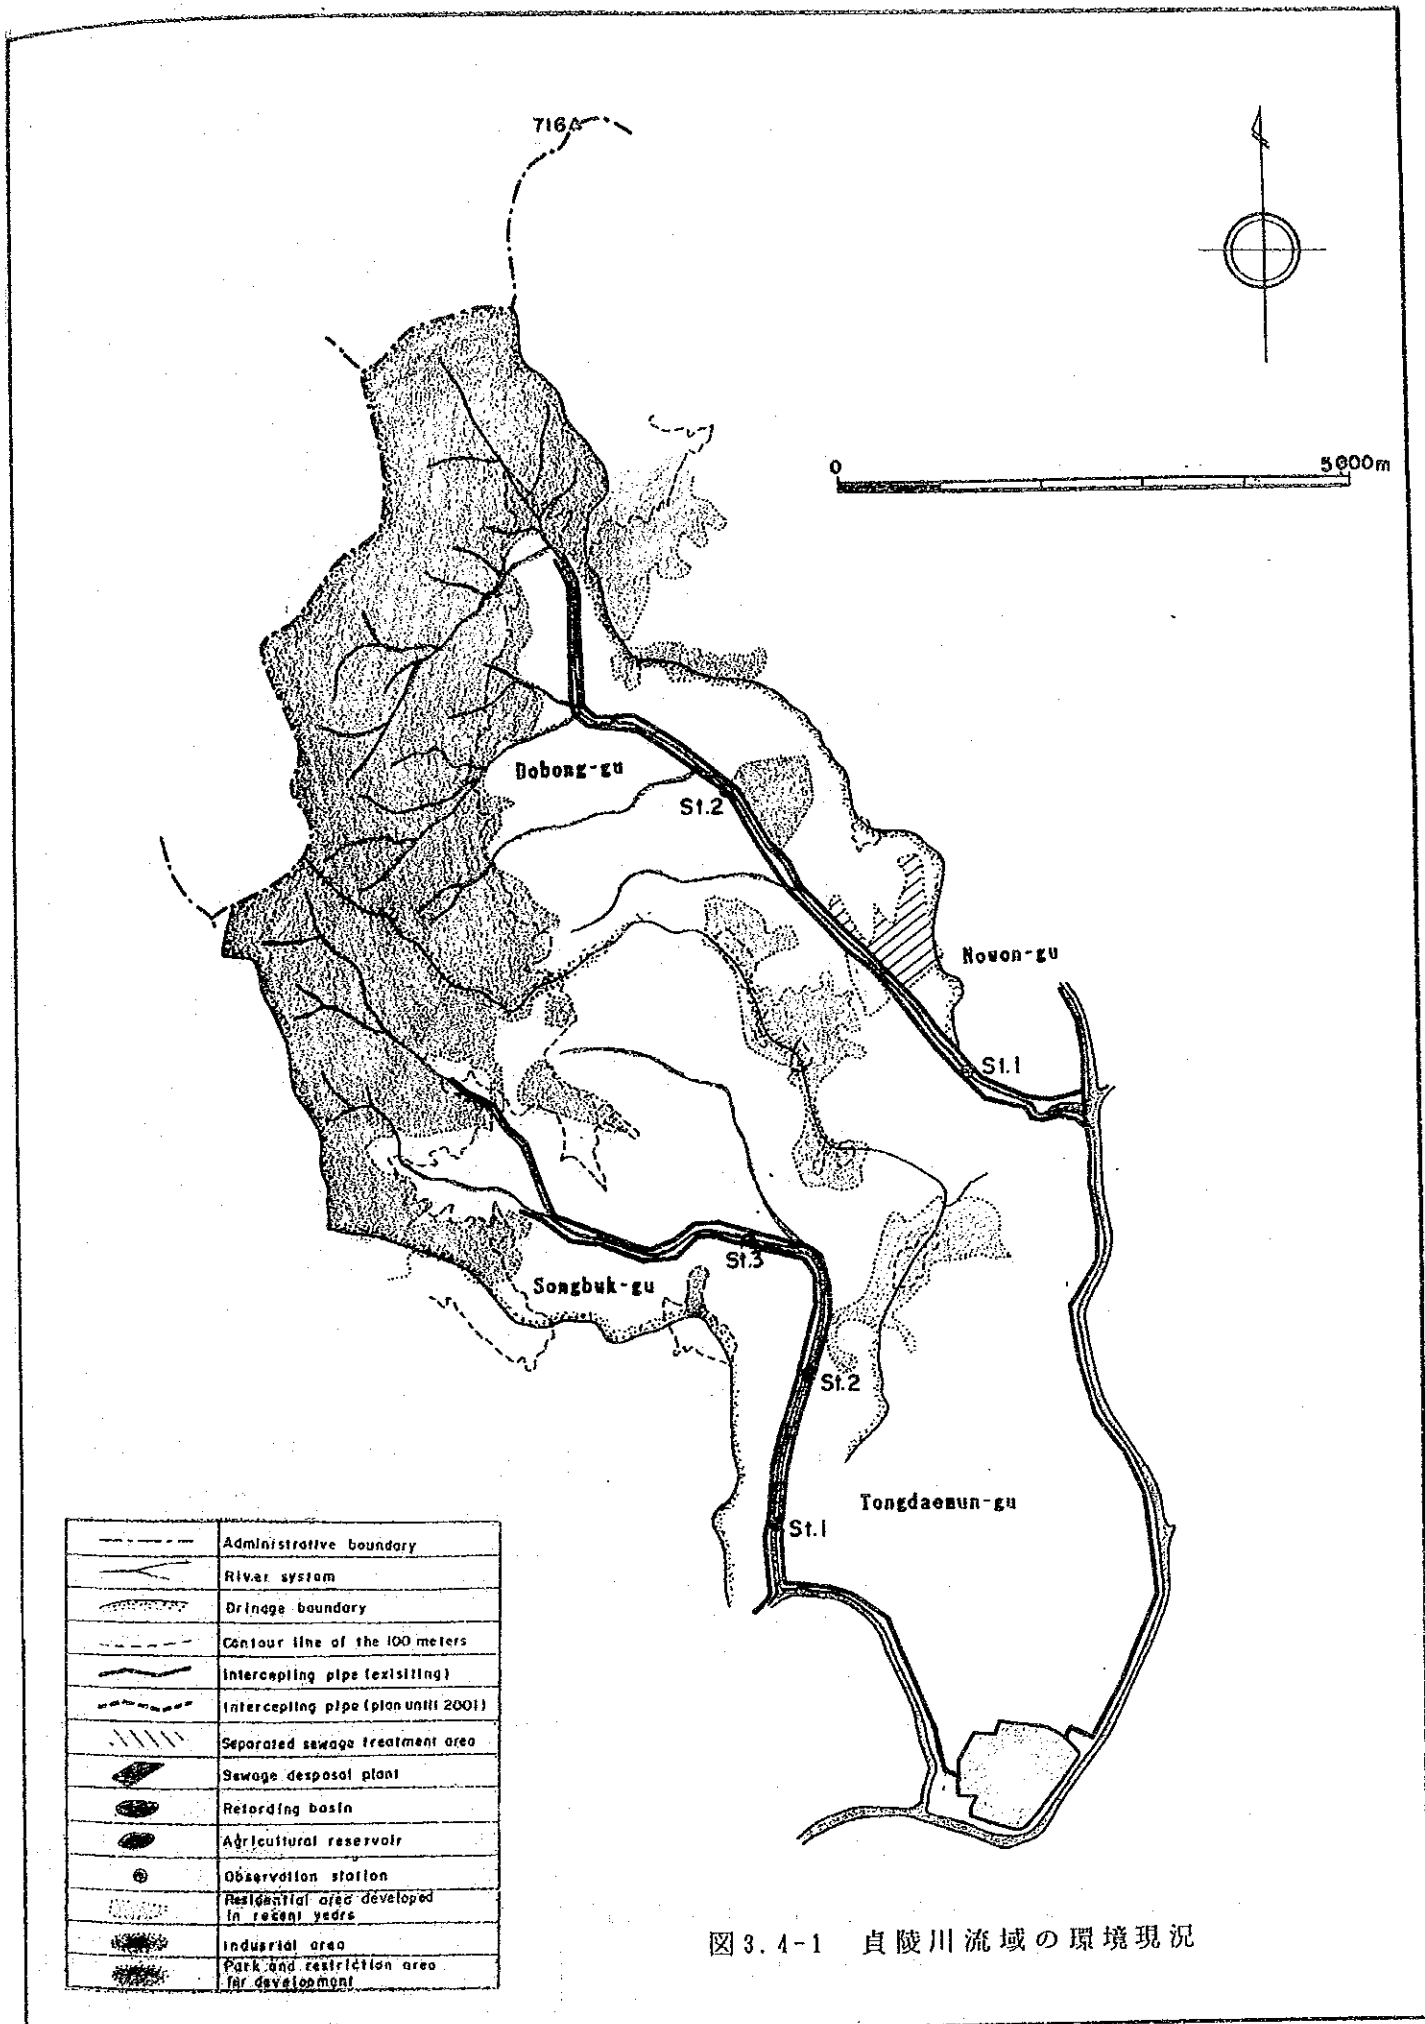 716
0
5000m
Dobong-gu
St.2
Nowon-gu
St.1
St.3
Songbuk-gu
St.2
Tongdaemun-gu
St.1
Administrative boundary
River system
Drinage boundary
Contour line of the 100 meters
Intercepling pipe (exisiting)
Intercepling pipe (plan untill 2001)
Separated sewage treatment area
Sewage desposal plant
Retording basin
Agricultural reservoir
Observation station
Residential area developed
in recent years
Indusrial area
Park and restriction area
for development
図3.4-1 貞陵川流域の環境現況